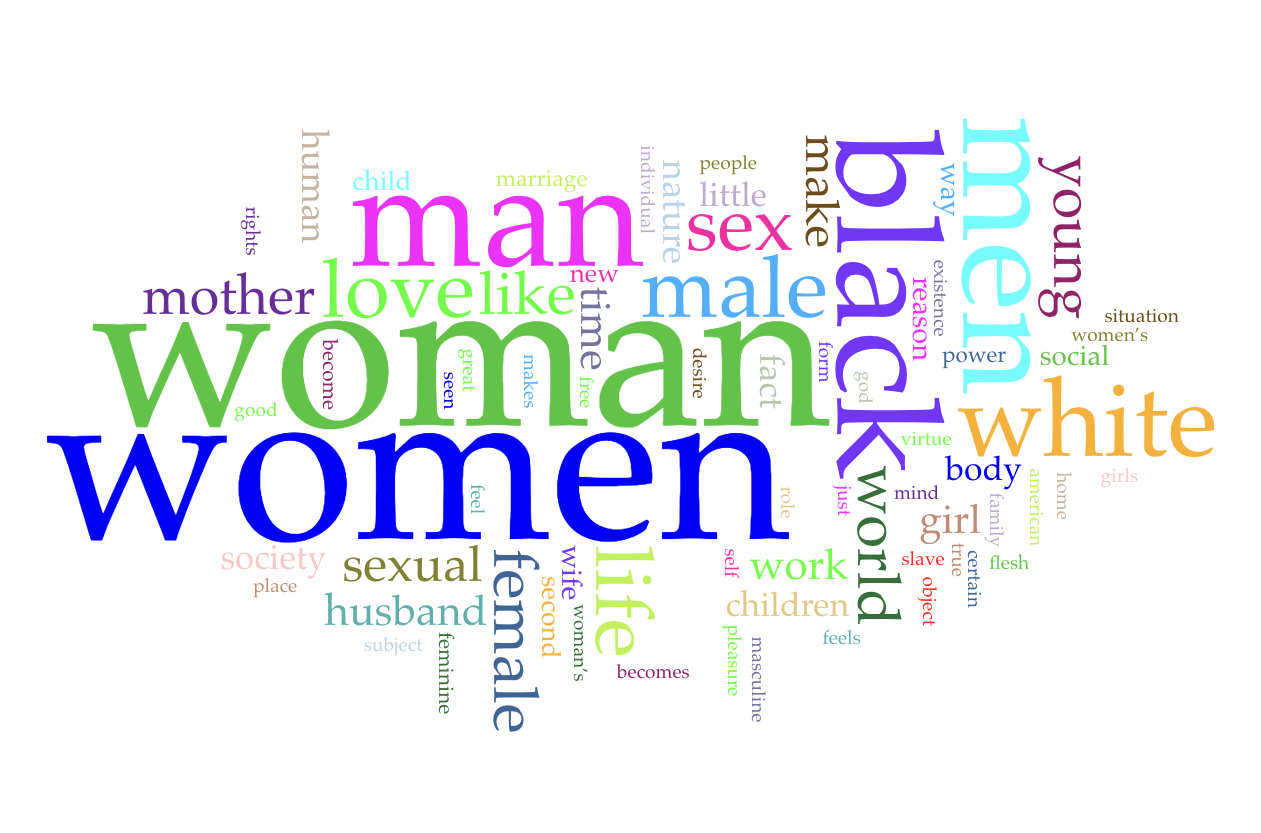 human
child
marriage
individual
nature
people
little
make
black
men
way
young
rights
man
sex
mother
love
like
new
time
male
reason
existence
situation
women's
woman
become
great
seen
makes
free
desire
fact
form
god
power
social
good
white
virtue
women
feel
role
just
mind
body
american
home
girls
world
girl
family
society
place
sexual
female
wife
life
self
work
slave
true
certain
flesh
husband
second
woman's
children
object
subject
feminine
becomes
pleasure
masculine
feels